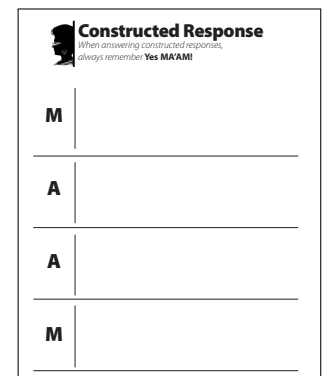 Constructed Response
When answering constructed responses,
always remember Yes MA'AM!
M
A
A
M